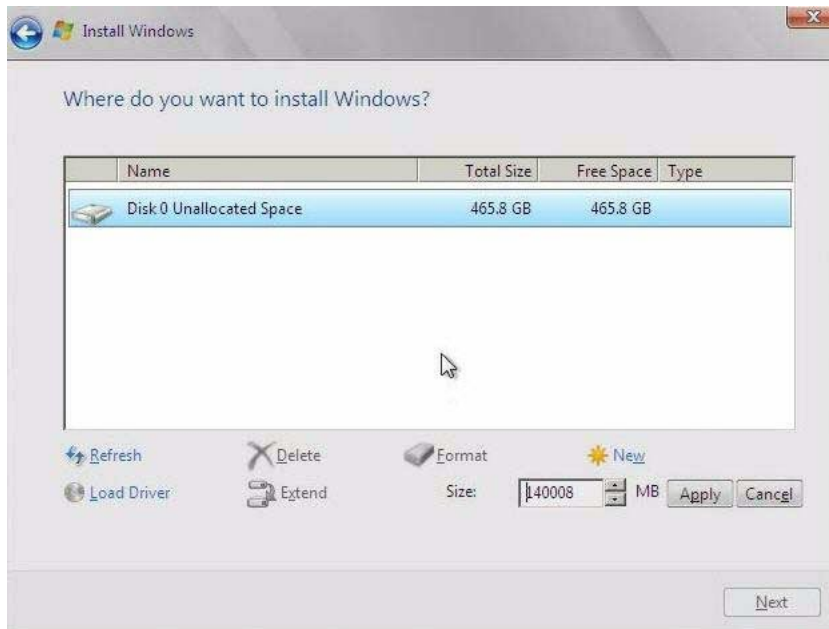 Install Windows
Where do you want to install Windows?
Name Total Size Free Space Type
Disk 0 Unallocated Space 465.8 GB 465.8 GB
Refresh Delete Format New
Load Driver Extend Size: 140008 MB Apply Cancel
Next